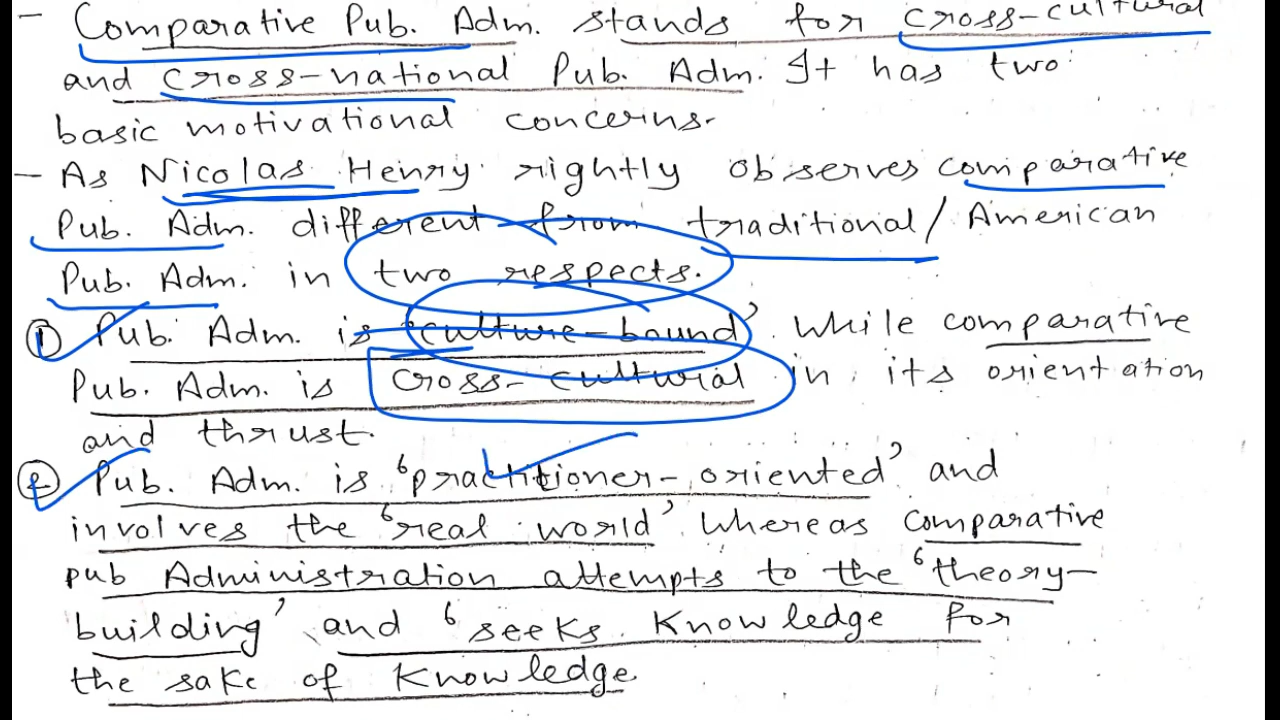 - Comparative Pub. Adm. stands for cross-cultural
and cross-national Pub. Adm. It has two
basic motivational concerns.
- As Nicolas Henry rightly observes comparative
Pub. Adm. different from traditional/American
Pub. Adm. in two respects.
① Pub. Adm. is 'culture-bound' While comparative
Pub. Adm. is cross-cultural in its orientation
and thrust.
② Pub. Adm. is 'practitioner-oriented' and
involves the 'real world' whereas comparative
pub Administration attempts to the 'theory-
building' and 'seeks knowledge for
the sake of knowledge